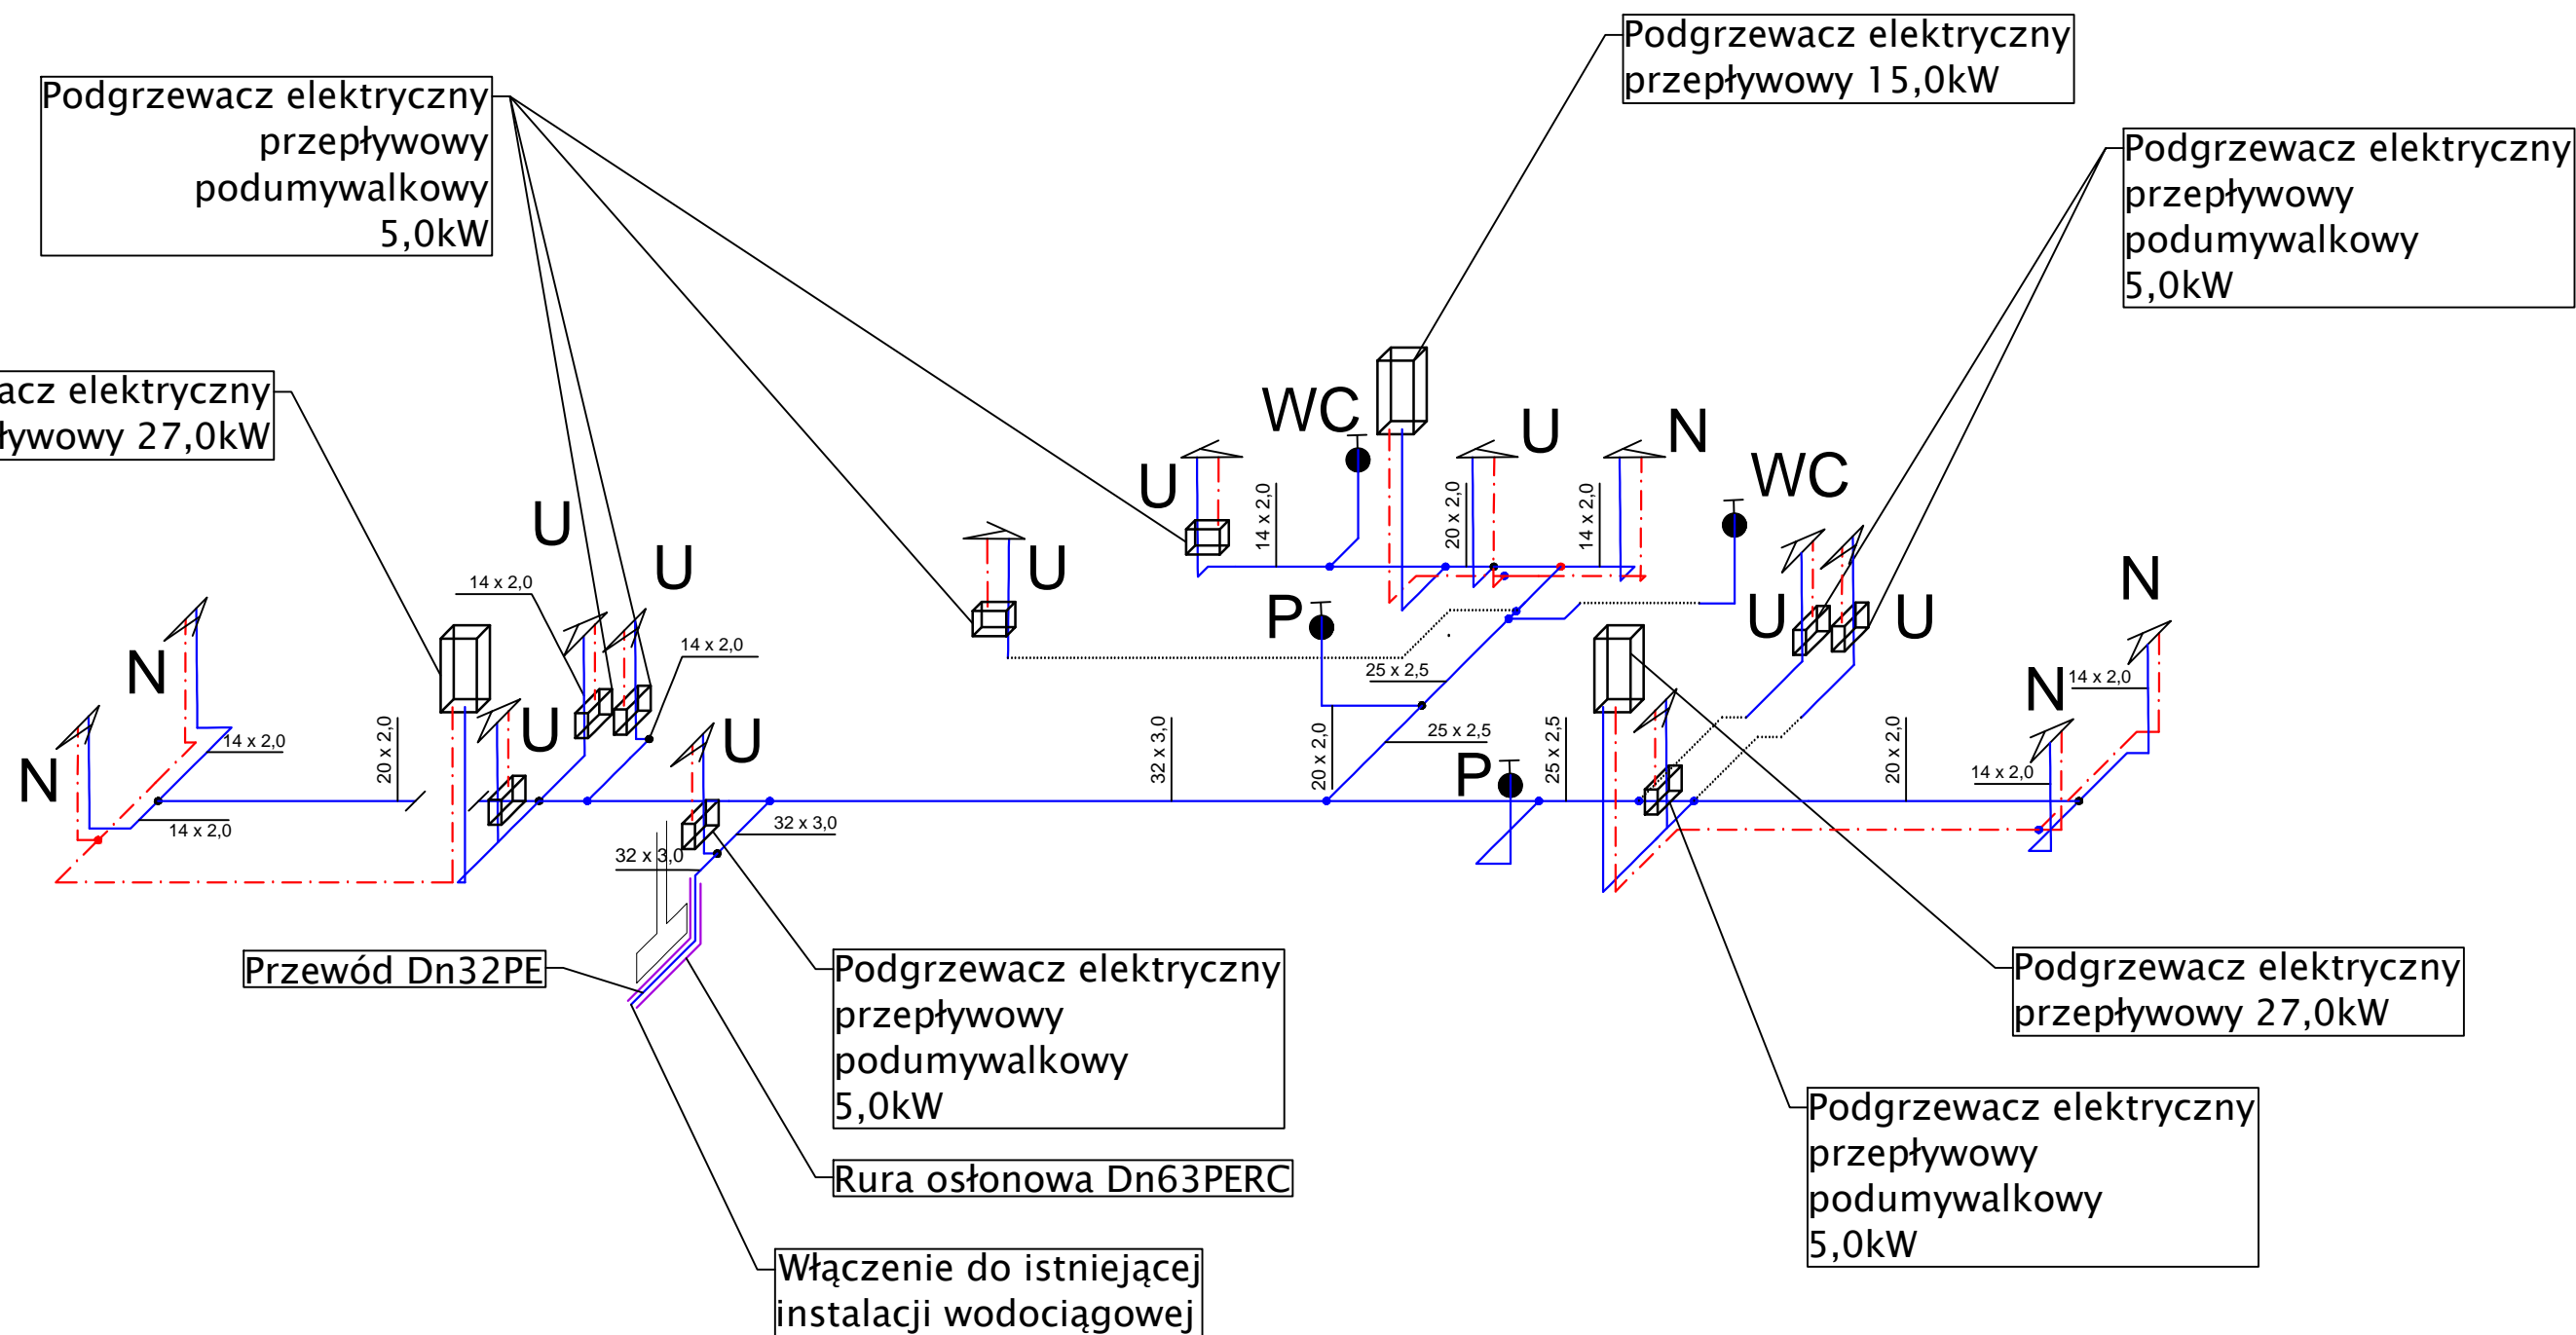 Podgrzewacz elektryczny
przepływowy 15,0kW
Podgrzewacz elektryczny
przepływowy
podumywalkowy
5,0kW
Podgrzewacz elektryczny
przepływowy
podumywalkowy
5,0kW
acz elektryczny
ywowy 27,0kW
WC
U
N
U
WC
14 x 2,0
20 x 2,0
14 x 2,0
U
U
U
14 x 2,0
P
U
U
N
14 x 2,0
N
25 x 2,5
N
14 x 2,0
U
U
14 x 2,0
20 x 2,0
32 x 3,0
20 x 2,0
25 x 2,5
25 x 2,5
20 x 2,0
N
P
14 x 2,0
14 x 2,0
32 x 3,0
32 x 3,0
Przewód Dn32PE
Podgrzewacz elektryczny
przepływowy
podumywalkowy
5,0kW
Podgrzewacz elektryczny
przepływowy 27,0kW
Rura osłonowa Dn63PERC
Podgrzewacz elektryczny
przepływowy
podumywalkowy
5,0kW
Włączenie do istniejącej
instalacji wodociągowej